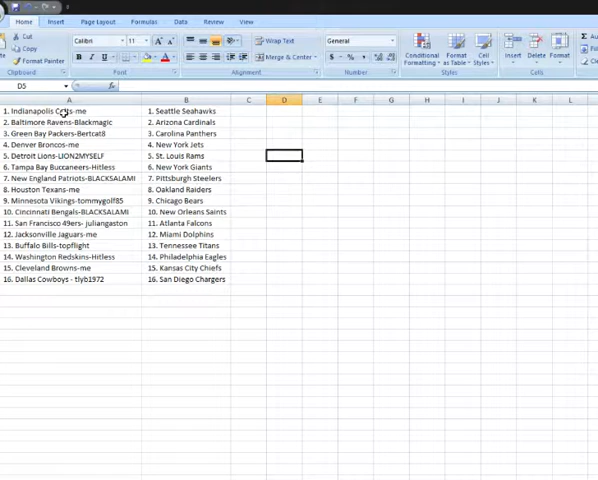 Home Insert Page Layout Formulas Data Review View
Cut
Copy
Format Painter
Calibri 11
B I U
Wrap Text
Merge & Center
General
$ % ,
Conditional Formatting
Format as Table
Cell Styles
Insert Delete Format
Fill
Clear
Clipboard Font Alignment Number Styles Cells
D5 fx
A B C D E F G H I J K L
1. Indianapolis Colts-me 1. Seattle Seahawks
2. Baltimore Ravens-Blackmagic 2. Arizona Cardinals
3. Green Bay Packers-Bertcat8 3. Carolina Panthers
4. Denver Broncos-me 4. New York Jets
5. Detroit Lions-LION2MYSELF 5. St. Louis Rams
6. Tampa Bay Buccaneers-Hitless 6. New York Giants
7. New England Patriots-BLACKSALAMI 7. Pittsburgh Steelers
8. Houston Texans-me 8. Oakland Raiders
9. Minnesota Vikings-tommygolf85 9. Chicago Bears
10. Cincinnati Bengals-BLACKSALAMI 10. New Orleans Saints
11. San Francisco 49ers- juliangaston 11. Atlanta Falcons
12. Jacksonville Jaguars-me 12. Miami Dolphins
13. Buffalo Bills-topflight 13. Tennessee Titans
14. Washington Redskins-Hitless 14. Philadelphia Eagles
15. Cleveland Browns-me 15. Kansas City Chiefs
16. Dallas Cowboys - tlyb1972 16. San Diego Chargers